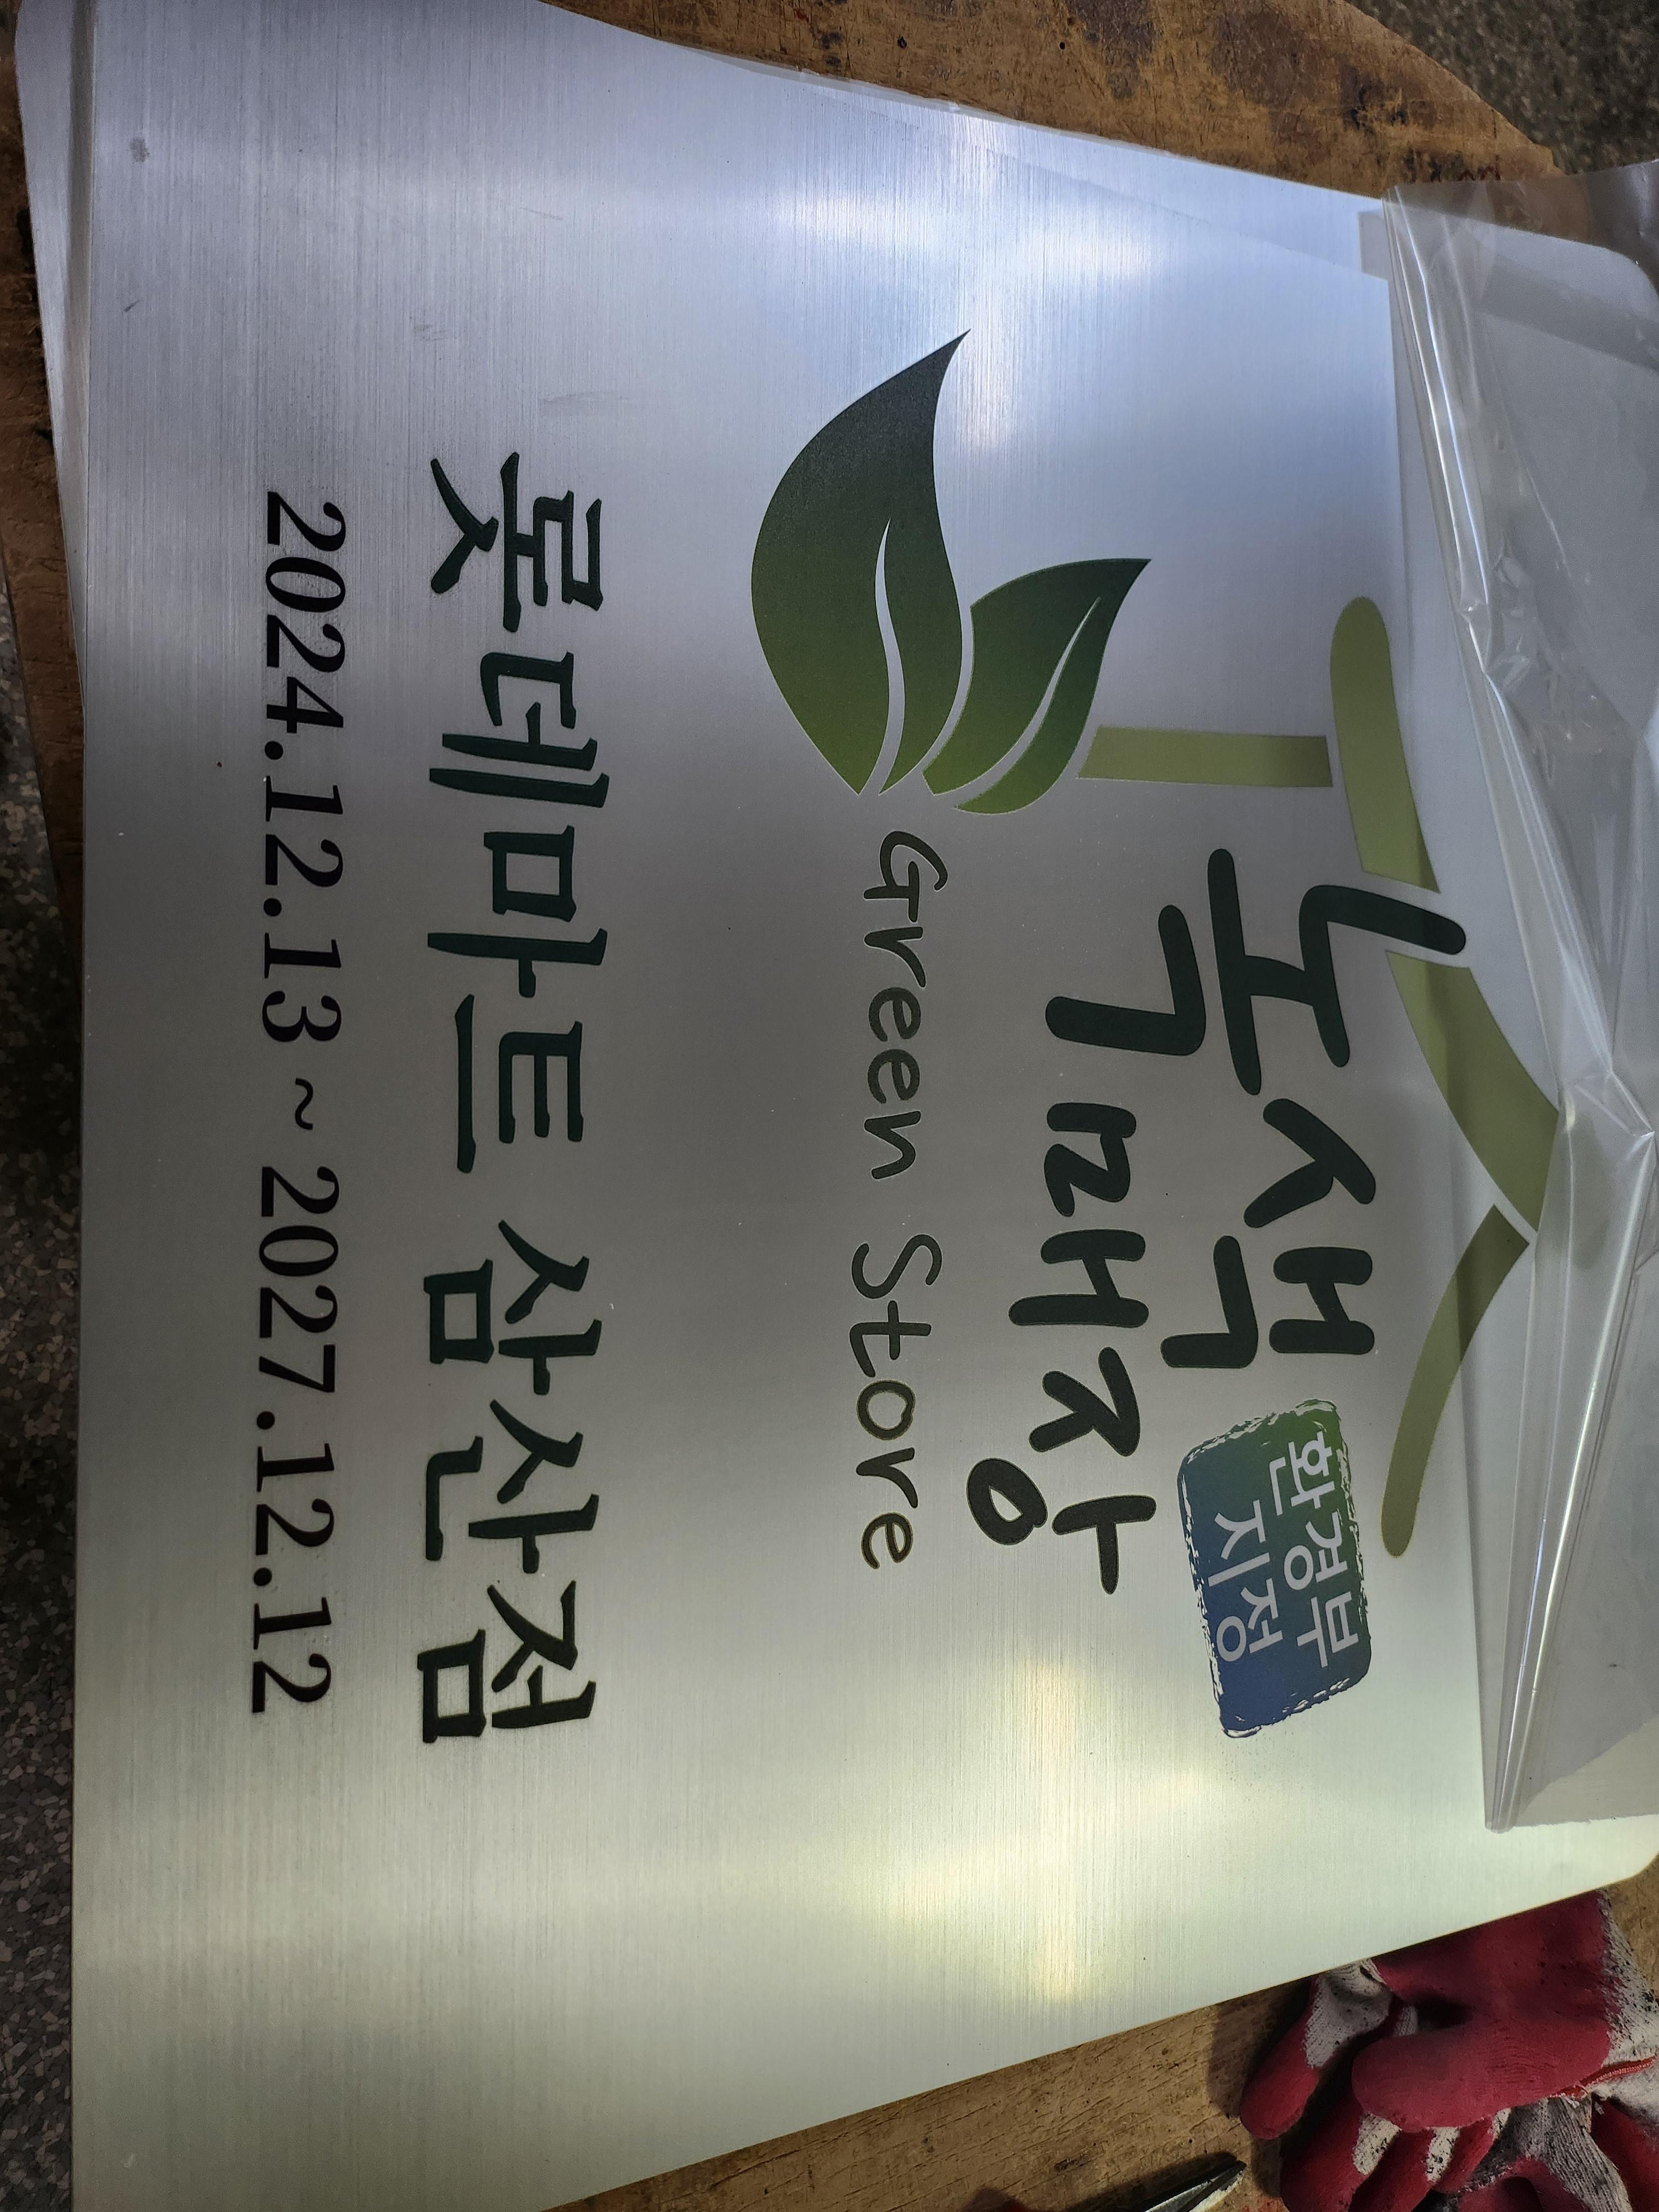 녹색
매장
환경부
지정
Green Store
롯데마트 삼산점
2024.12.13 ~ 2027.12.12